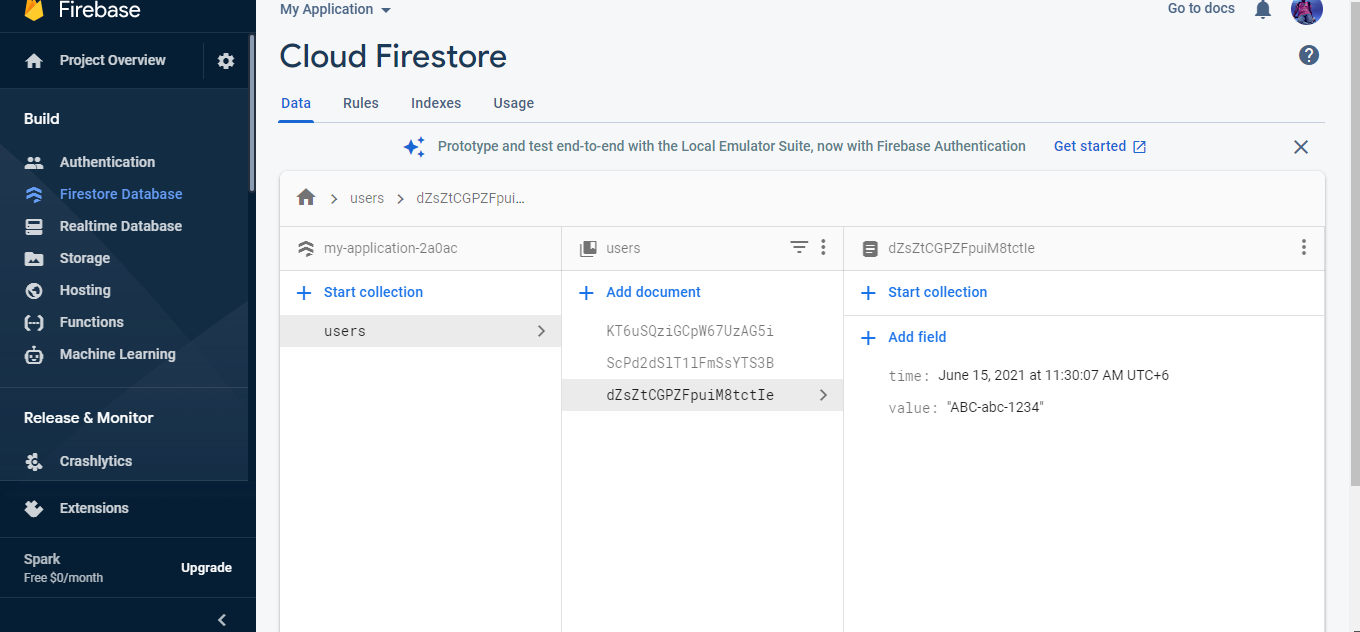 Firebase
Project Overview
Build
Authentication
Firestore Database
Realtime Database
Storage
Hosting
Functions
Machine Learning
Release & Monitor
Crashlytics
Extensions
Spark
Free $0/month
Upgrade
My Application
Go to docs
Cloud Firestore
Data Rules Indexes Usage
Prototype and test end-to-end with the Local Emulator Suite, now with Firebase Authentication Get started
users dZsZtCGPZFpui...
my-application-2a0ac
Start collection
users
users
Add document
KT6uSQziGCpW67UzAG5i
ScPd2dSlT1lFmSsYTS3B
dZsZtCGPZFpuiM8tctIe
dZsZtCGPZFpuiM8tctIe
Start collection
Add field
time: June 15, 2021 at 11:30:07 AM UTC+6
value: "ABC-abc-1234"